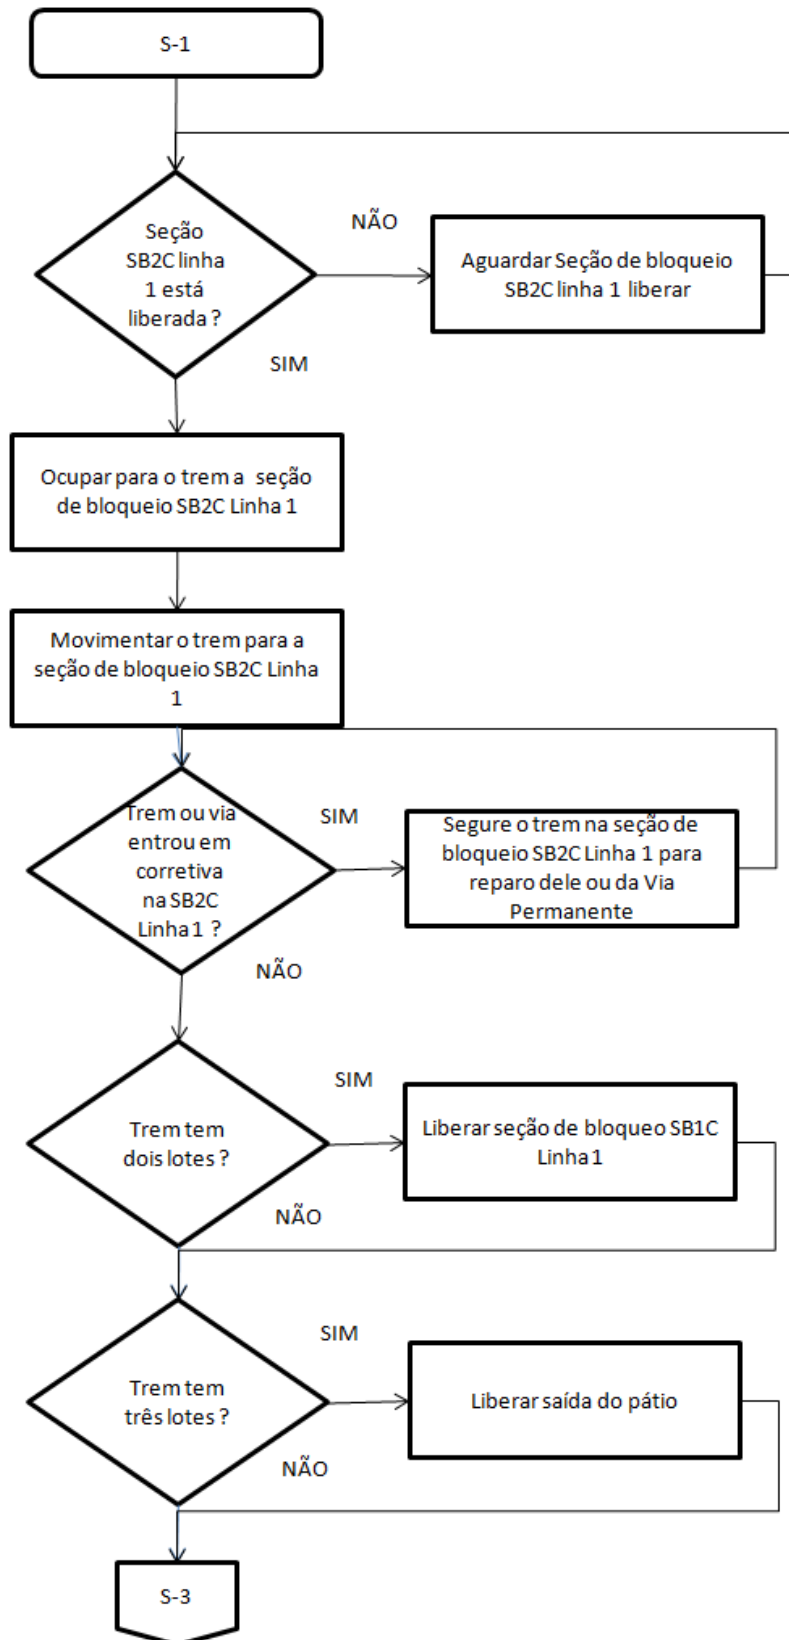 S-1
Seção
SB2C linha
1 está
liberada ?
NÃO
Aguardar Seção de bloqueio
SB2C linha 1 liberar
SIM
Ocupar para o trem a seção
de bloqueio SB2C Linha 1
Movimentar o trem para a
seção de bloqueio SB2C Linha
1
Trem ou via
entrou em
corretiva
na SB2C
Linha 1 ?
SIM
Segure o trem na seção de
bloqueio SB2C Linha 1 para
reparo dele ou da Via
Permanente
NÃO
Trem tem
dois lotes ?
SIM
Liberar seção de bloqueo SB1C
Linha 1
NÃO
Trem tem
três lotes ?
SIM
Liberar saída do pátio
NÃO
S-3